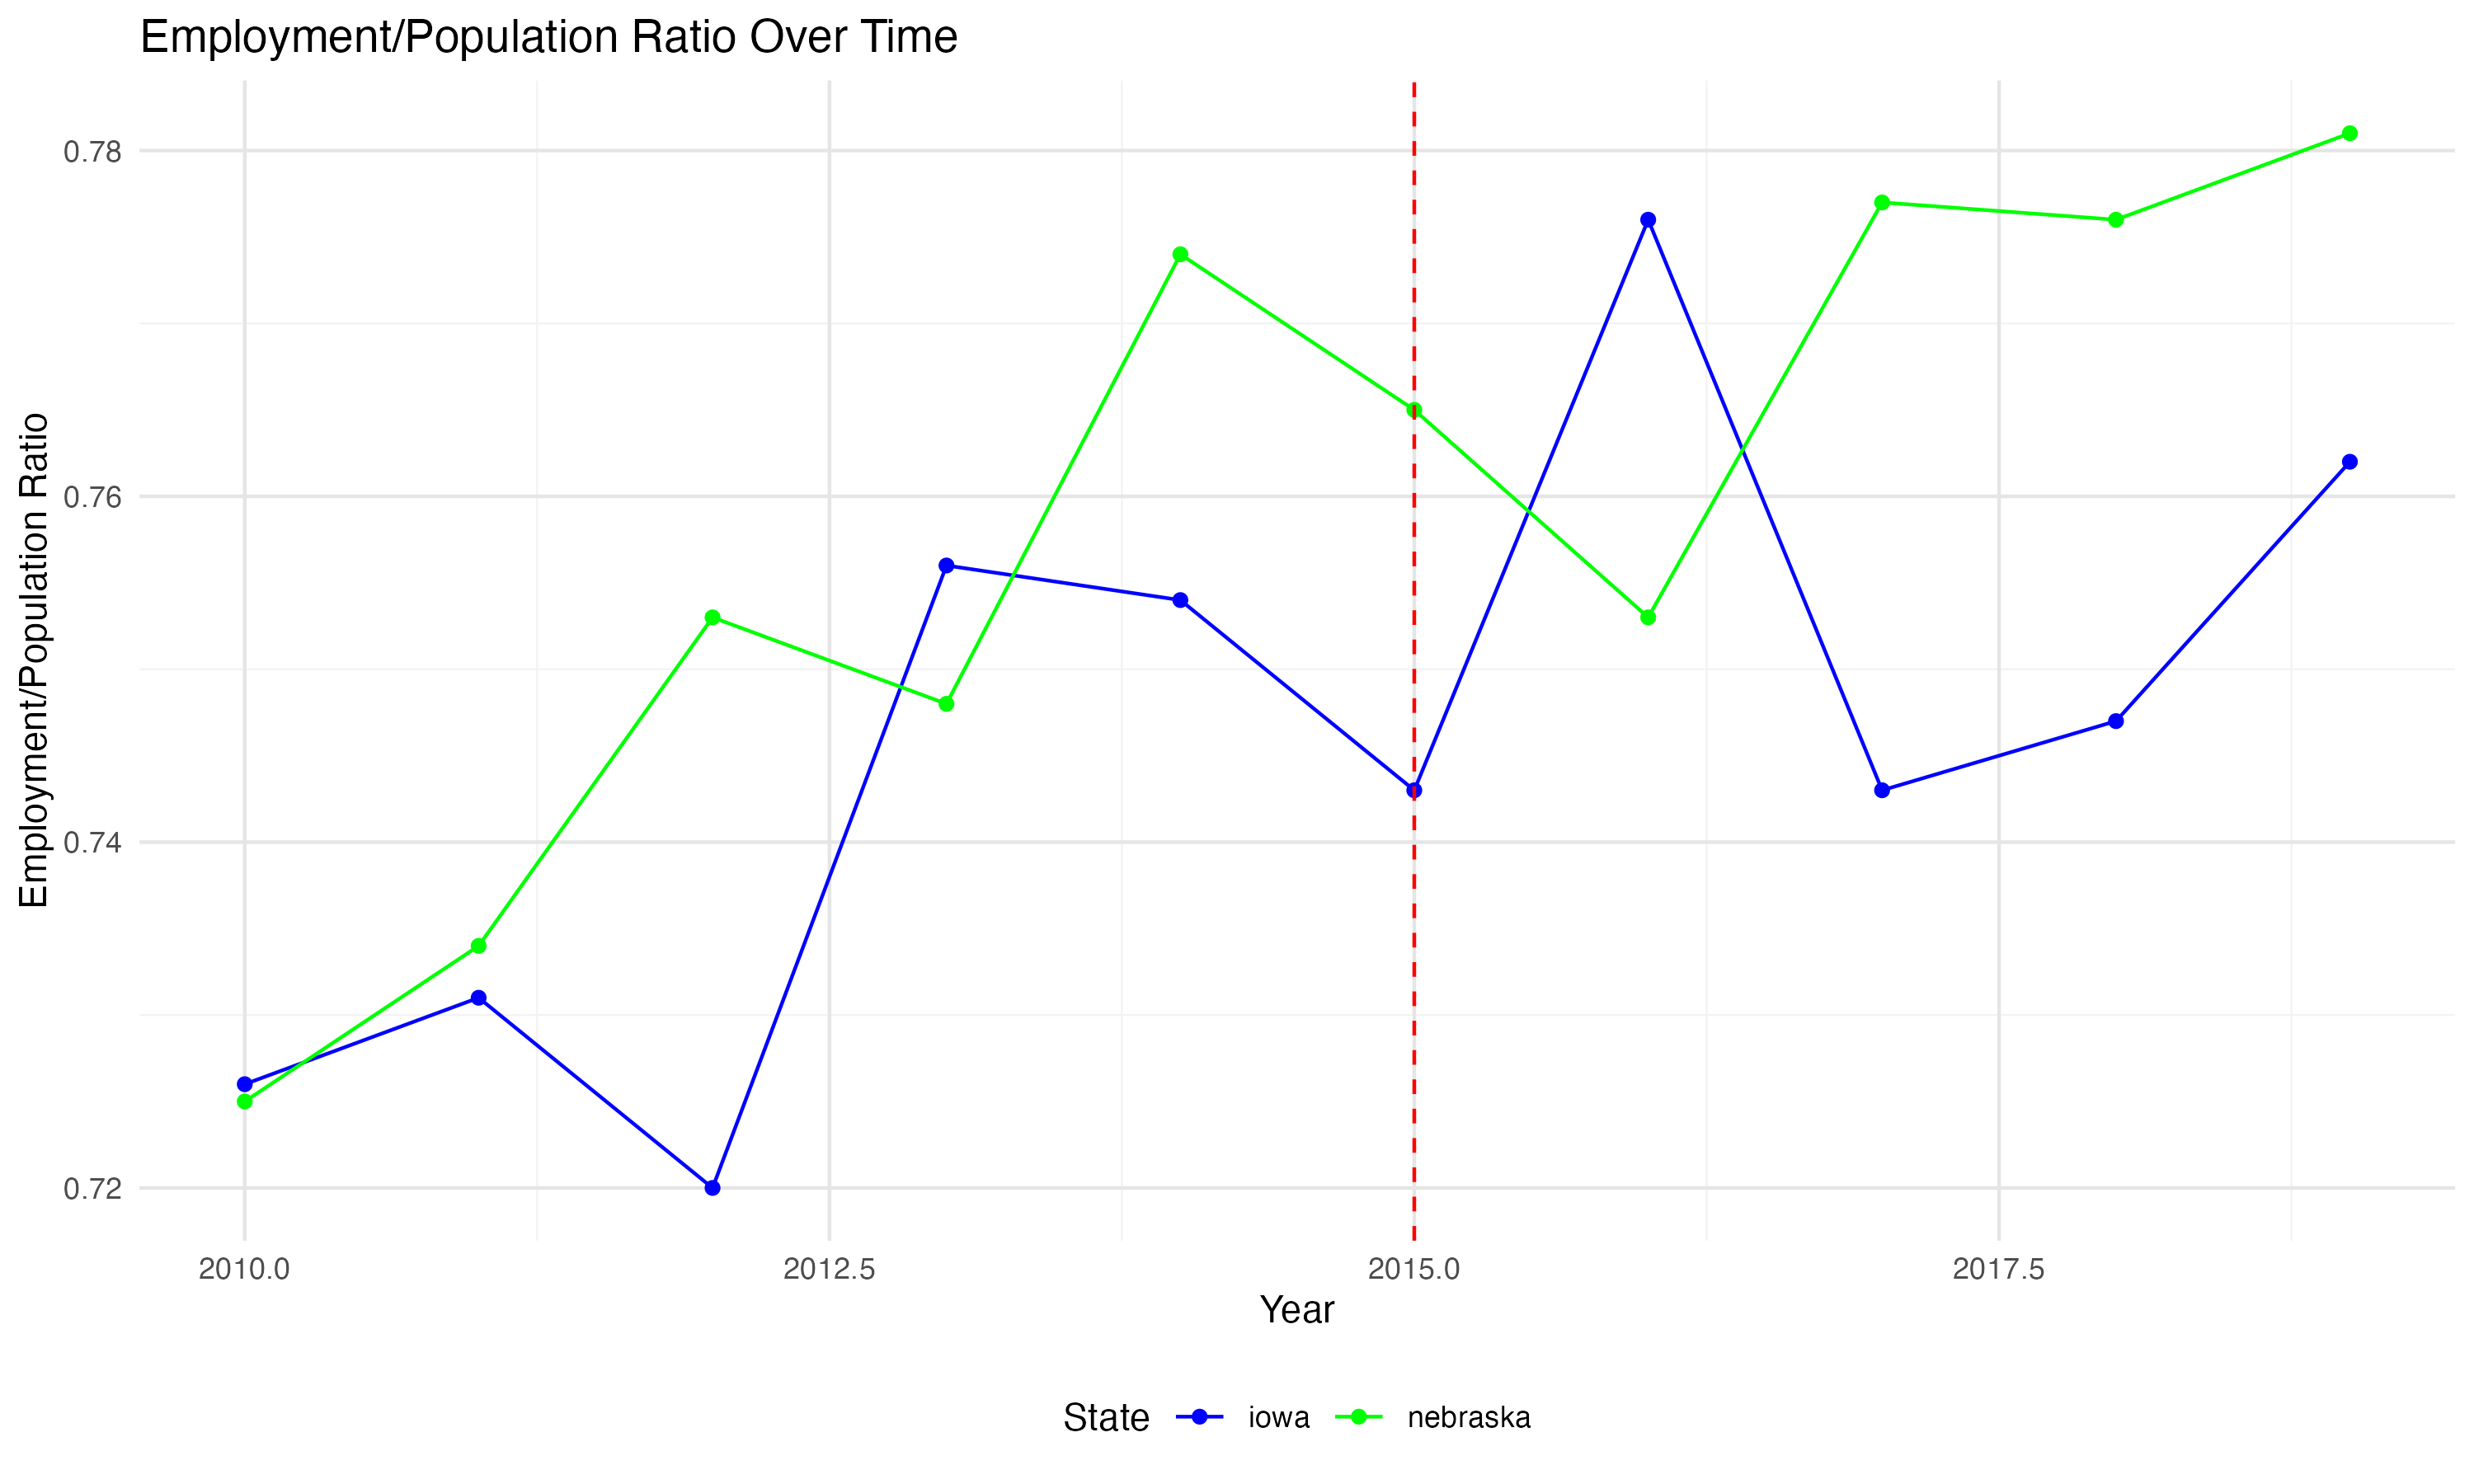 Employment/Population Ratio Over Time
Employment/Population Ratio
0.78
0.76
0.74
0.72
2010.0 2012.5 2015.0 2017.5
Year
State iowa nebraska